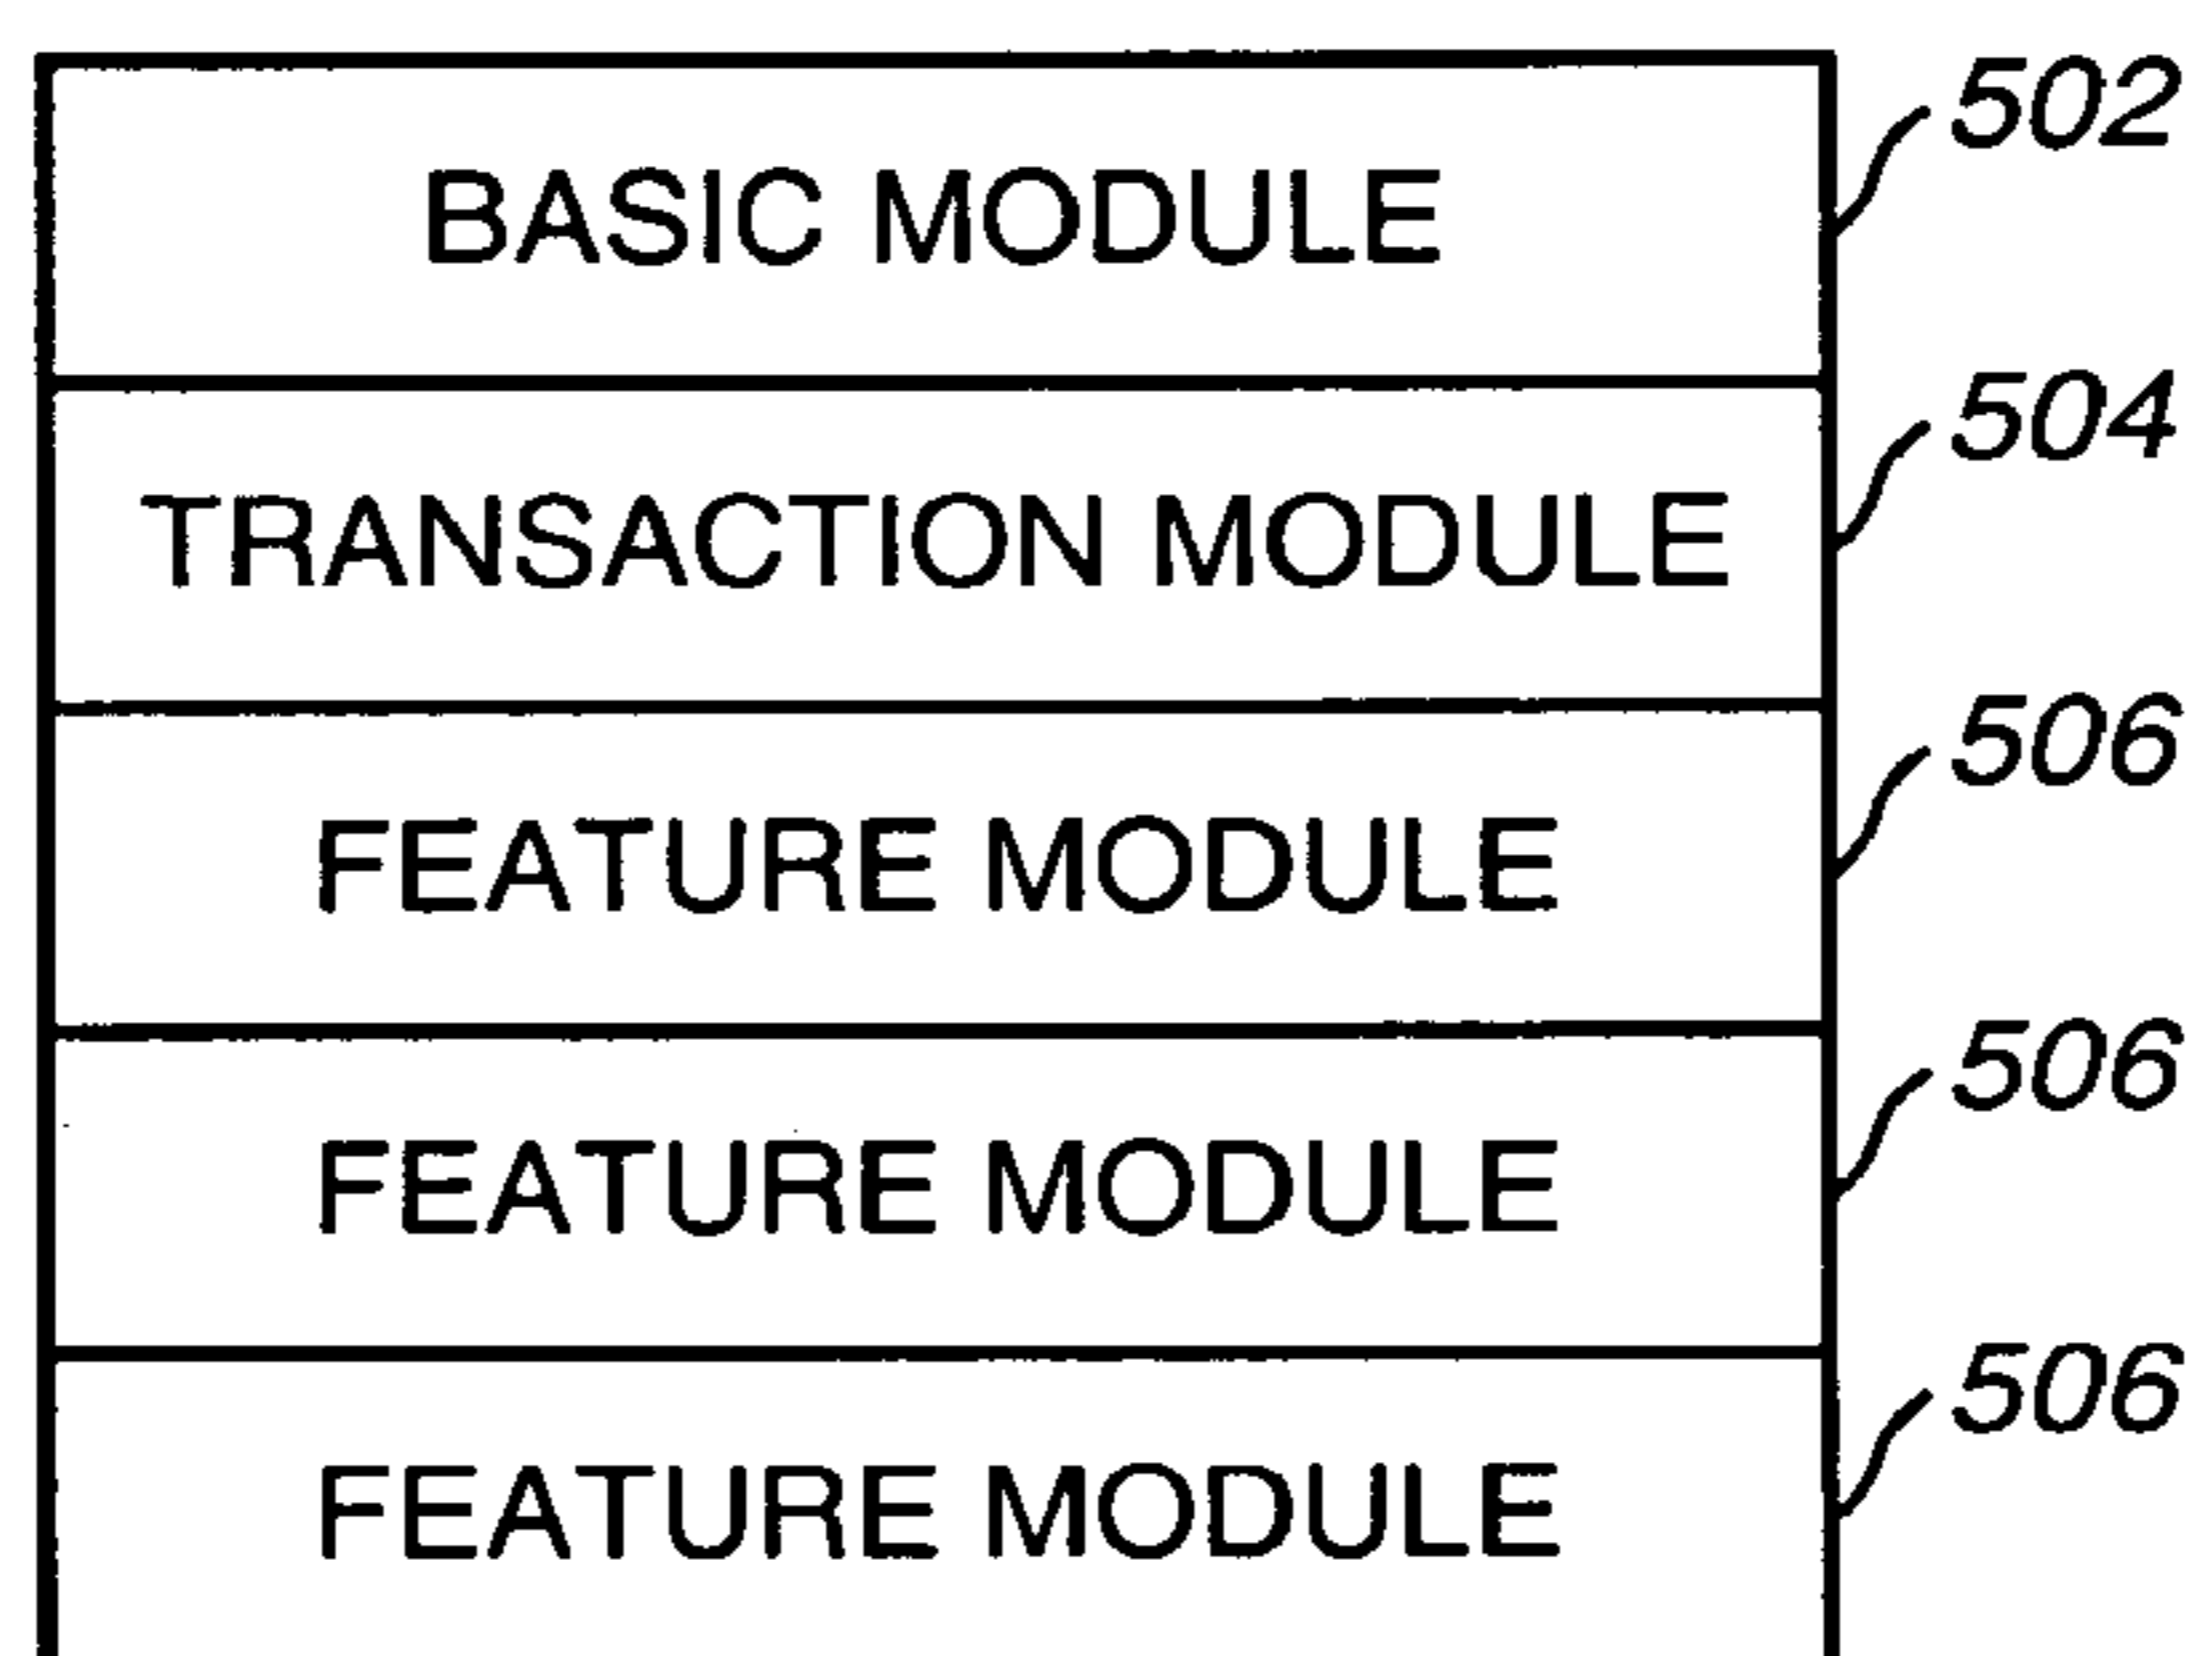 502
BASIC MODULE
504
TRANSACTION MODULE
506
FEATURE MODULE
506
FEATURE MODULE
506
FEATURE MODULE